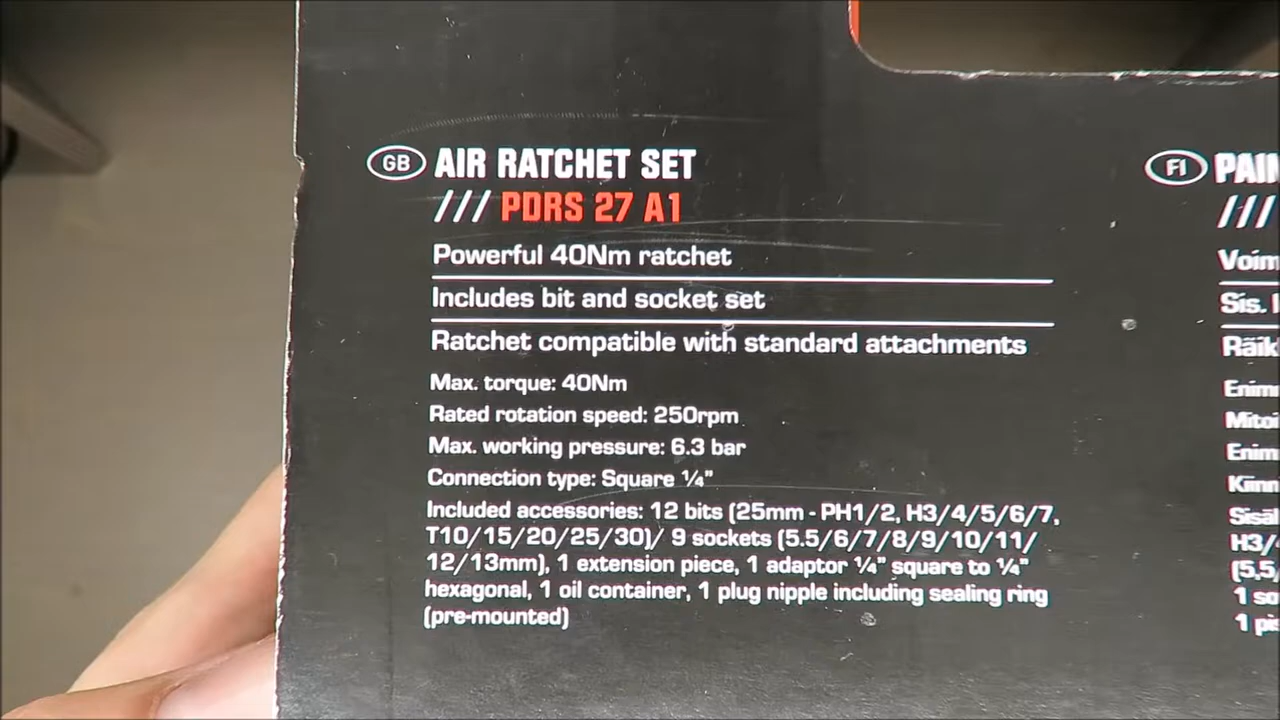 GB AIR RATCHET SET
/// PDRS 27 A1
Powerful 40Nm ratchet
Includes bit and socket set
Ratchet compatible with standard attachments
Max. torque: 40Nm
Rated rotation speed: 250rpm
Max. working pressure: 6.3 bar
Connection type: Square ¼"
Included accessories: 12 bits (25mm - PH1/2, H3/4/5/6/7,
T10/15/20/25/30)/ 9 sockets (5.5/6/7/8/9/10/11/
12/13mm), 1 extension piece, 1 adaptor ¼" square to ¼"
hexagonal, 1 oil container, 1 plug nipple including sealing ring
(pre-mounted)
FI PAIN
///
Voim
Sis.
Räik
Enim
Mitoi
Enim
Kiinn
Sisäl
H3/
(5.5/
1 so
1 pis